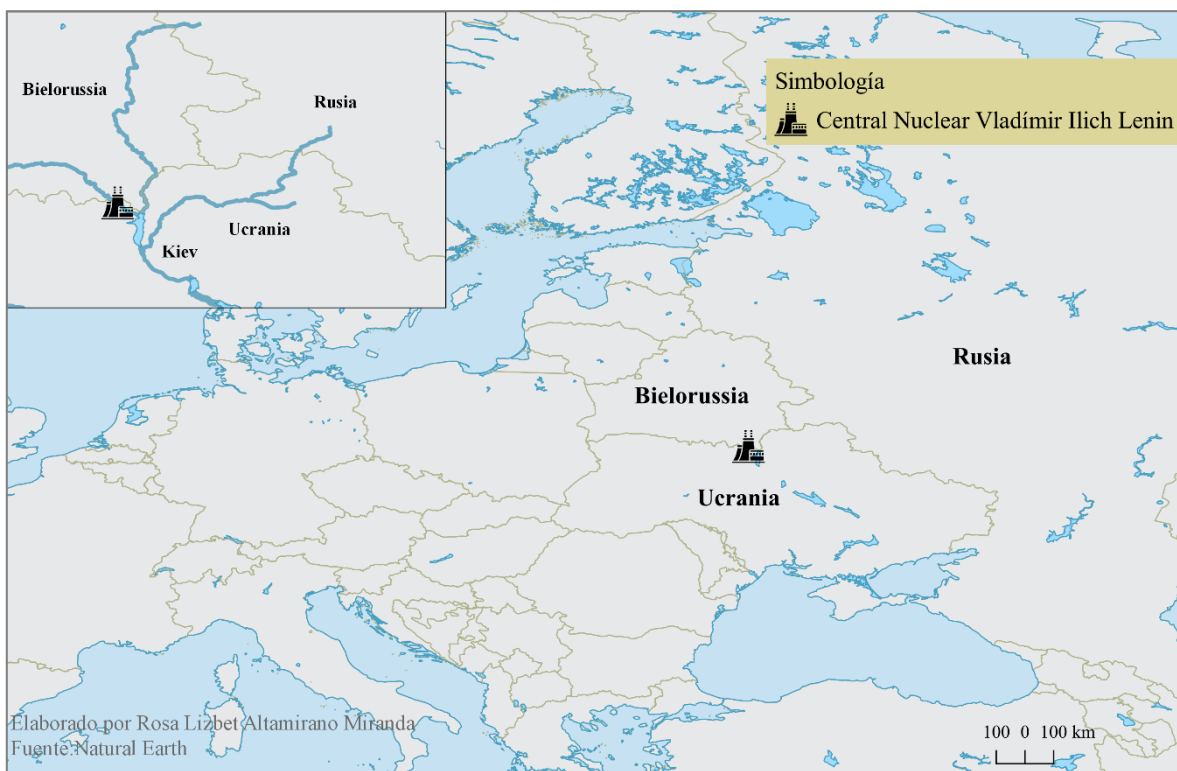 Bielorussia
Rusia
Ucrania
Kiev
Simbología
Central Nuclear Vladímir Ilich Lenin
Rusia
Bielorussia
Ucrania
Elaborado por Rosa Lizbet Altamirano Miranda
Fuente:Natural Earth
100 0 100 km